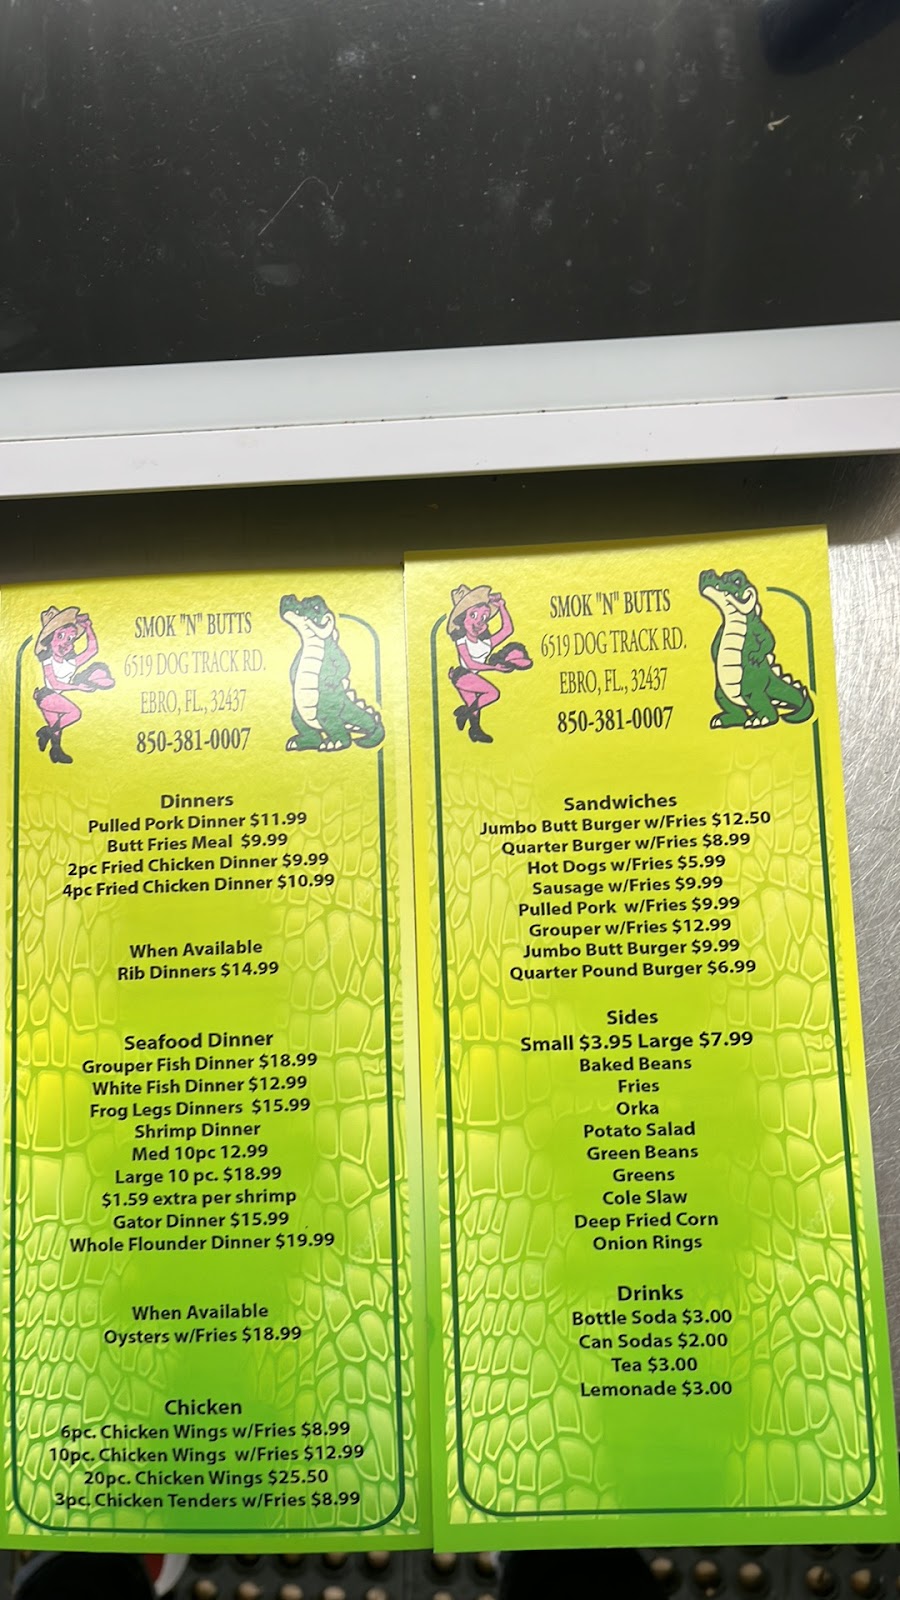 SMOK "N" BUTTS
6519 DOG TRACK RD.
EBRO, FL., 32437
850-381-0007
Dinners
Pulled Pork Dinner $11.99
Butt Fries Meal $9.99
2pc Fried Chicken Dinner $9.99
4pc Fried Chicken Dinner $10.99
When Available
Rib Dinners $14.99
Seafood Dinner
Grouper Fish Dinner $18.99
White Fish Dinner $12.99
Frog Legs Dinners $15.99
Shrimp Dinner
Med 10pc 12.99
Large 10 pc. $18.99
$1.59 extra per shrimp
Gator Dinner $15.99
Whole Flounder Dinner $19.99
When Available
Oysters w/Fries $18.99
Chicken
6pc. Chicken Wings w/Fries $8.99
10pc. Chicken Wings w/Fries $12.99
20pc. Chicken Wings $25.50
3pc. Chicken Tenders w/Fries $8.99
SMOK "N" BUTTS
6519 DOG TRACK RD.
EBRO, FL., 32437
850-381-0007
Sandwiches
Jumbo Butt Burger w/Fries $12.50
Quarter Burger w/Fries $8.99
Hot Dogs w/Fries $5.99
Sausage w/Fries $9.99
Pulled Pork w/Fries $9.99
Grouper w/Fries $12.99
Jumbo Butt Burger $9.99
Quarter Pound Burger $6.99
Sides
Small $3.95 Large $7.99
Baked Beans
Fries
Orka
Potato Salad
Green Beans
Greens
Cole Slaw
Deep Fried Corn
Onion Rings
Drinks
Bottle Soda $3.00
Can Sodas $2.00
Tea $3.00
Lemonade $3.00